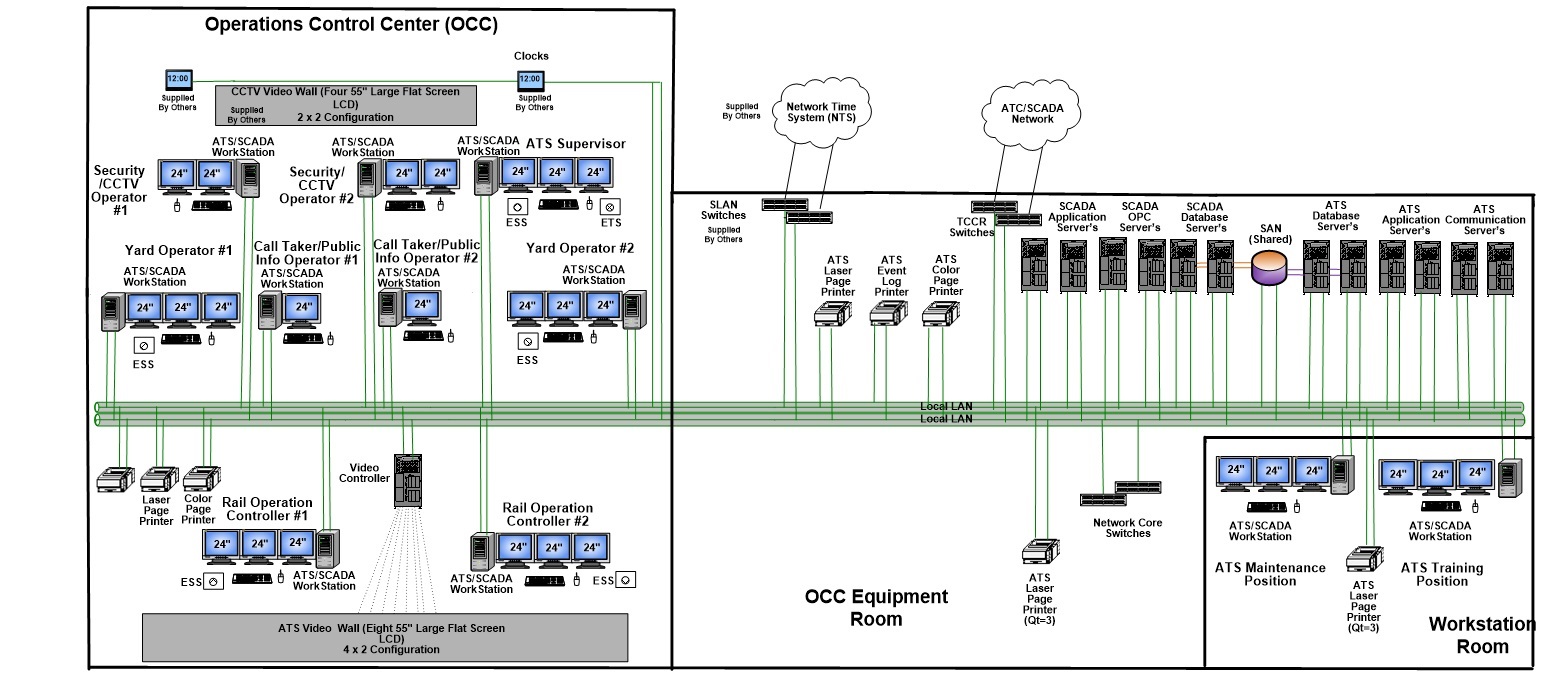 Operations Control Center (OCC)
Clocks
12:00
12:00
Supplied
By Others
Supplied
By Others
CCTV Video Wall (Four 55" Large Flat Screen
LCD)
2 x 2 Configuration
Supplied
By Others
ATS/SCADA
WorkStation
ATS/SCADA
WorkStation
ATS/SCADA
WorkStation
ATS Supervisor
Security
/CCTV
Operator
#1
24"
24"
Security/
CCTV
Operator #2
24"
24"
24"
24"
24"
ESS
ETS
Yard Operator #1
ATS/SCADA
WorkStation
24"
24"
24"
ESS
Call Taker/Public
Info Operator #1
ATS/SCADA
WorkStation
24"
Call Taker/Public
Info Operator #2
ATS/SCADA
WorkStation
24"
Yard Operator #2
ATS/SCADA
WorkStation
24"
24"
24"
ESS
Laser
Page
Printer
Color
Page
Printer
Rail Operation
Controller #1
24"
24"
24"
ESS
ATS/SCADA
WorkStation
Video
Controller
Rail Operation
Controller #2
24"
24"
24"
ATS/SCADA
WorkStation
ESS
ATS Video Wall (Eight 55" Large Flat Screen
LCD)
4 x 2 Configuration
Supplied
By Others
Network Time
System (NTS)
ATC/SCADA
Network
SLAN
Switches
Supplied
By Others
TCCR
Switches
SCADA
Application
Server's
SCADA
OPC
Server's
SCADA
Database
Server's
SAN
(Shared)
ATS
Database
Server's
ATS
Application
Server's
ATS
Communication
Server's
ATS
Laser
Page
Printer
ATS
Event
Log
Printer
ATS
Color
Page
Printer
Local LAN
Local LAN
Network Core
Switches
ATS
Laser
Page
Printer
(Qt=3)
OCC Equipment
Room
24"
24"
24"
ATS/SCADA
WorkStation
ATS Maintenance
Position
24"
24"
24"
ATS/SCADA
WorkStation
ATS Training
Position
ATS
Laser
Page
Printer
(Qt=3)
Workstation
Room